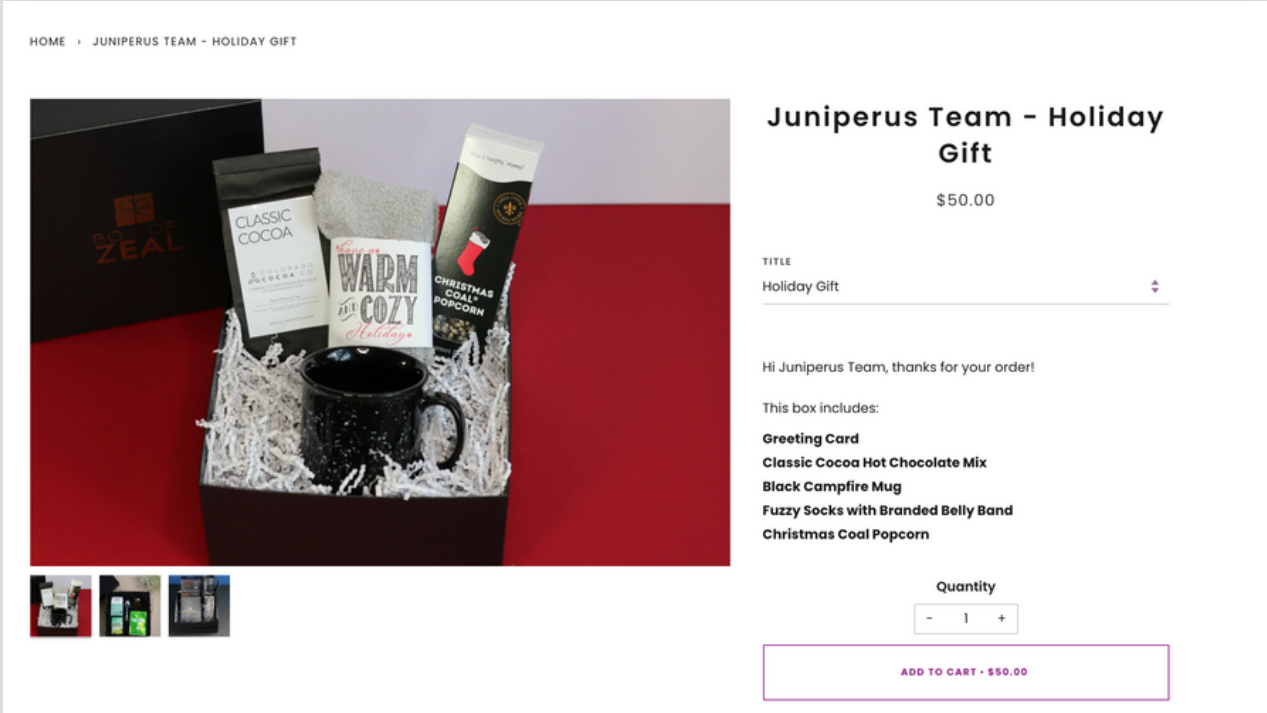 HOME › JUNIPERUS TEAM - HOLIDAY GIFT
BOX OF
ZEAL
CLASSIC
COCOA
COLORADO
COCOA CO.
have a
WARM
AND COZY
Holiday
CHRISTMAS
COAL®
POPCORN
Juniperus Team - Holiday
Gift
$50.00
TITLE
Holiday Gift
Hi Juniperus Team, thanks for your order!
This box includes:
Greeting Card
Classic Cocoa Hot Chocolate Mix
Black Campfire Mug
Fuzzy Socks with Branded Belly Band
Christmas Coal Popcorn
Quantity
- 1 +
ADD TO CART • $50.00